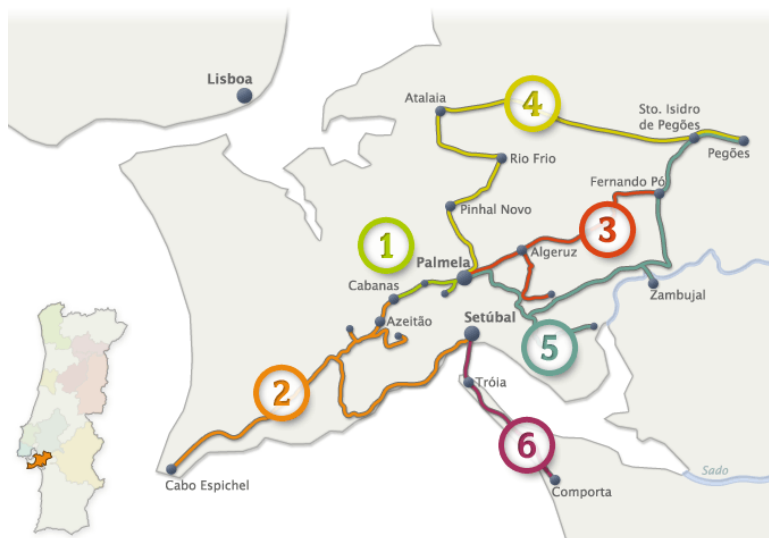 Lisboa
Atalaia
4
Sto. Isidro
de Pegões
Pegões
Rio Frio
Fernando Pó
Pinhal Novo
1
3
Palmela
Algeruz
Cabanas
Zambujal
Azeitão
Setúbal
5
2
Tróia
6
Cabo Espichel
Comporta
Sado